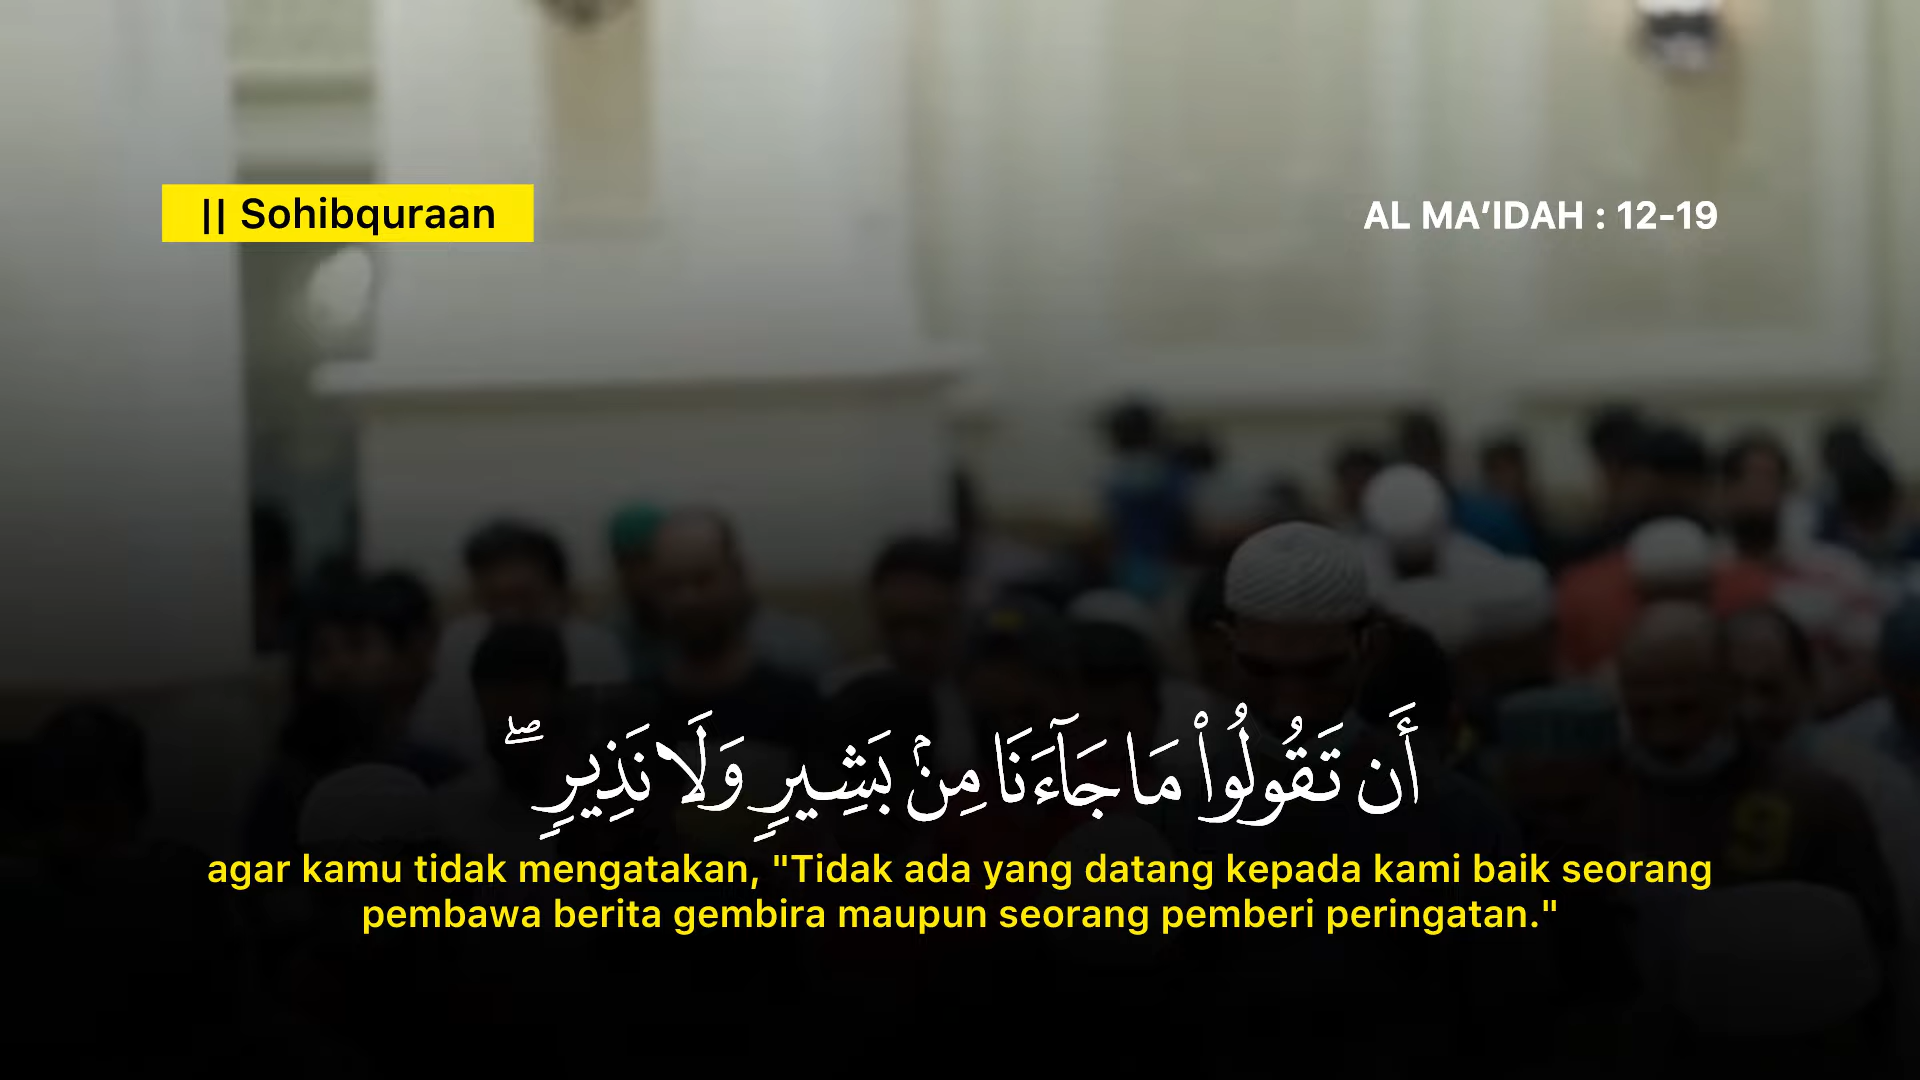 || Sohibquraan
AL MA’IDAH : 12-19
أَن تَقُولُوا۟ مَا جَآءَنَا مِنۢ بَشِيرٍ وَلَا نَذِيرٍ ۖ
agar kamu tidak mengatakan, "Tidak ada yang datang kepada kami baik seorang
pembawa berita gembira maupun seorang pemberi peringatan."